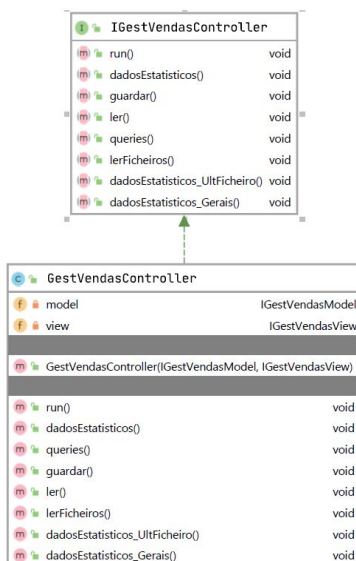 I IGestVendasController
m run() void
m dadosEstatisticos() void
m guardar() void
m ler() void
m queries() void
m lerFicheiros() void
m dadosEstatisticos_UltFicheiro() void
m dadosEstatisticos_Gerais() void
C GestVendasController
f model IGestVendasModel
f view IGestVendasView
m GestVendasController(IGestVendasModel, IGestVendasView)
m run() void
m dadosEstatisticos() void
m queries() void
m guardar() void
m ler() void
m lerFicheiros() void
m dadosEstatisticos_UltFicheiro() void
m dadosEstatisticos_Gerais() void